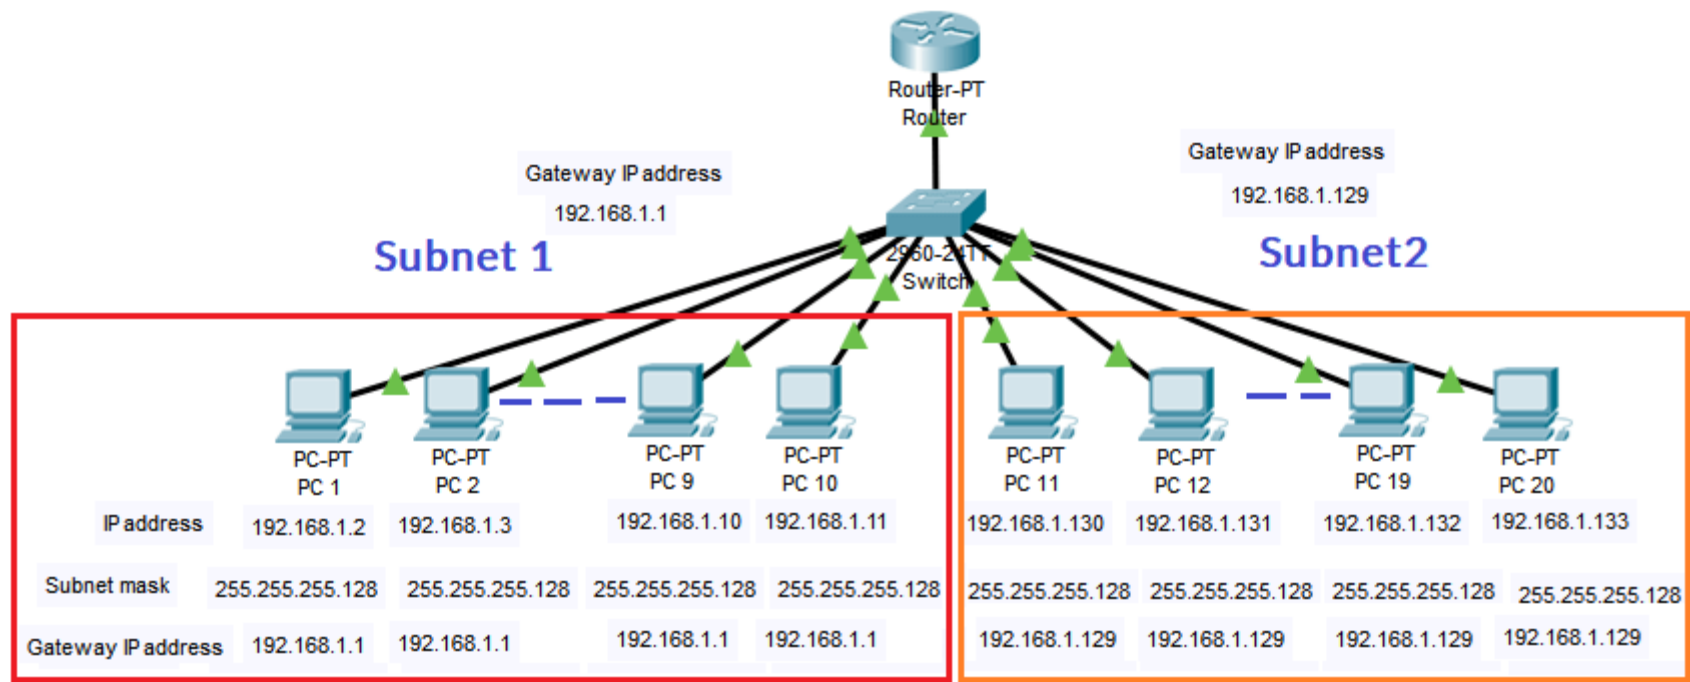 Router-PT
Router
Gateway IP address
192.168.1.129
Gateway IP address
192.168.1.1
Subnet 1
Subnet2
2960-24TT
Switch
PC-PT PC-PT PC-PT PC-PT PC-PT PC-PT PC-PT PC-PT
PC 1 PC 2 PC 9 PC 10 PC 11 PC 12 PC 19 PC 20
IP address 192.168.1.2 192.168.1.3 192.168.1.10 192.168.1.11 192.168.1.130 192.168.1.131 192.168.1.132 192.168.1.133
Subnet mask 255.255.255.128 255.255.255.128 255.255.255.128 255.255.255.128 255.255.255.128 255.255.255.128 255.255.255.128 255.255.255.128
Gateway IP address 192.168.1.1 192.168.1.1 192.168.1.1 192.168.1.1 192.168.1.129 192.168.1.129 192.168.1.129 192.168.1.129